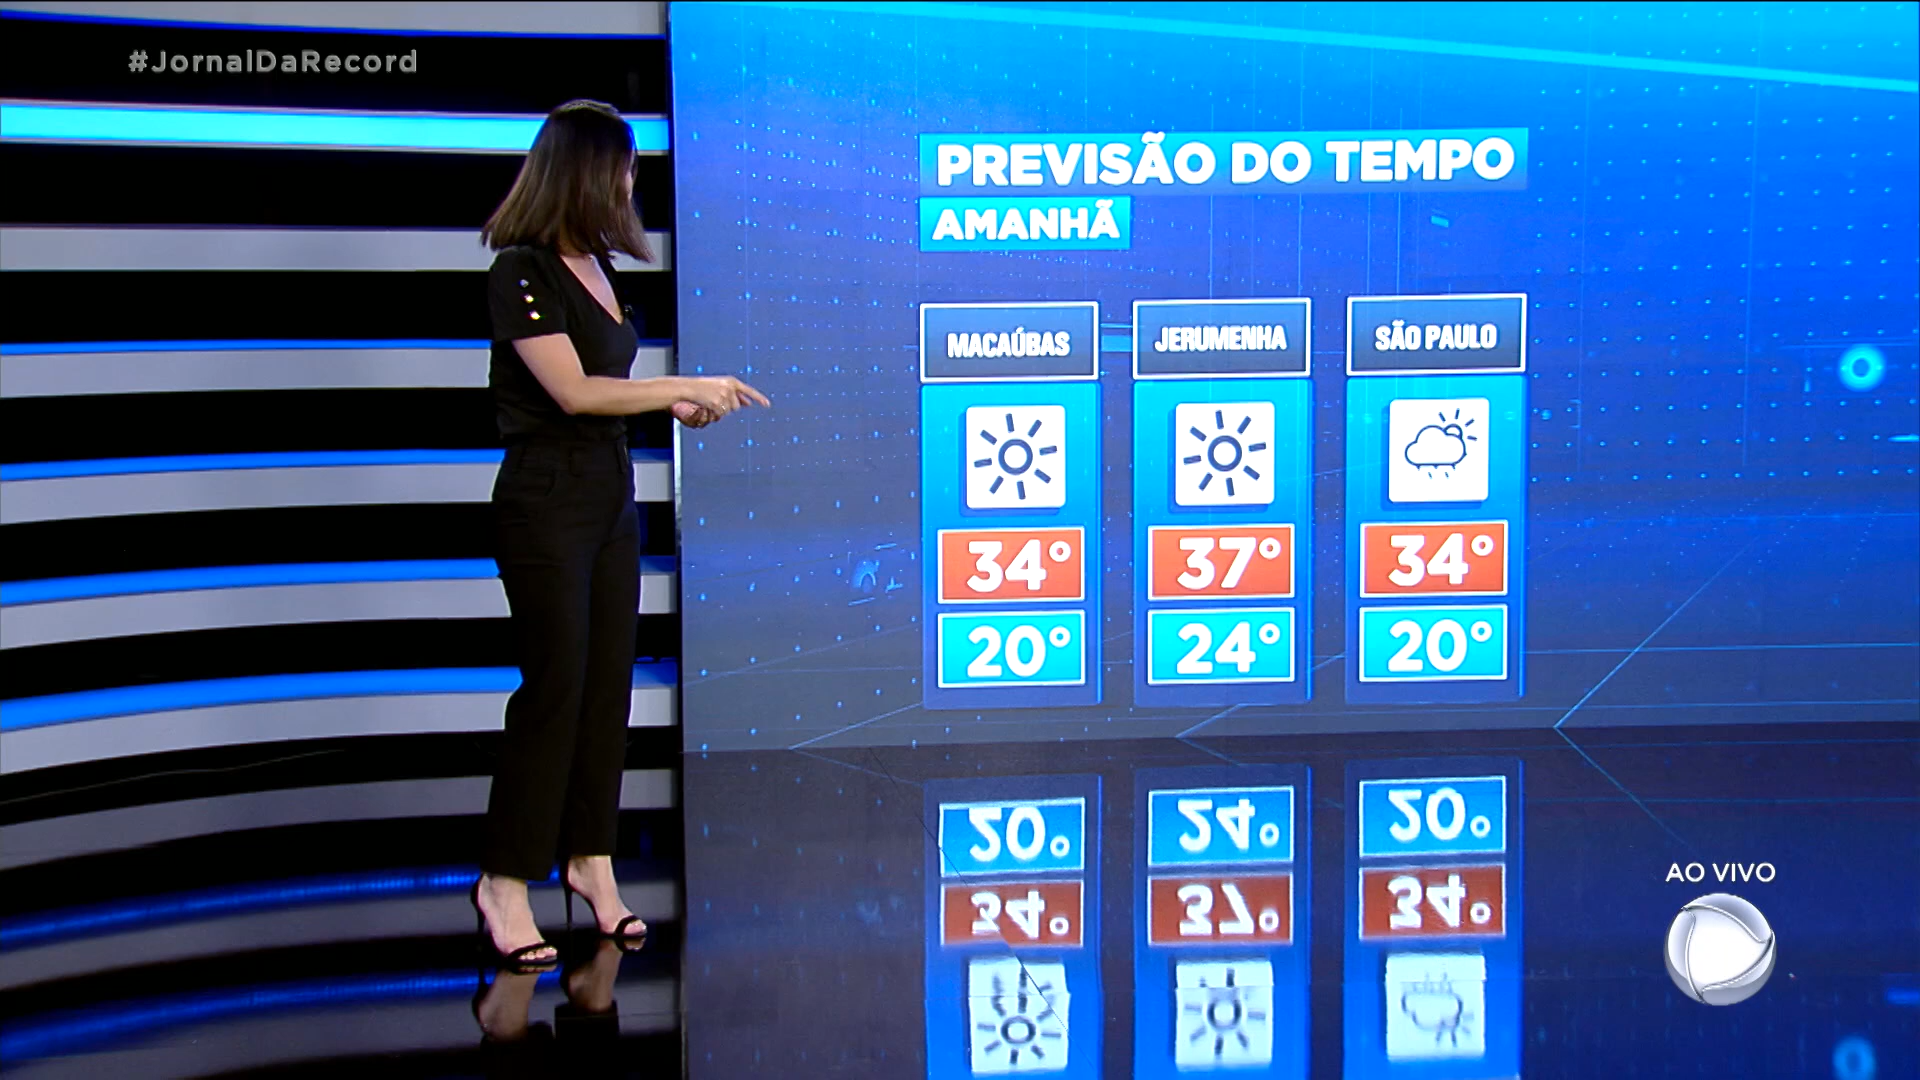 #JornalDaRecord
PREVISÃO DO TEMPO
AMANHÃ
MACAÚBAS JERUMENHA SÃO PAULO
34° 37° 34°
20° 24° 20°
AO VIVO